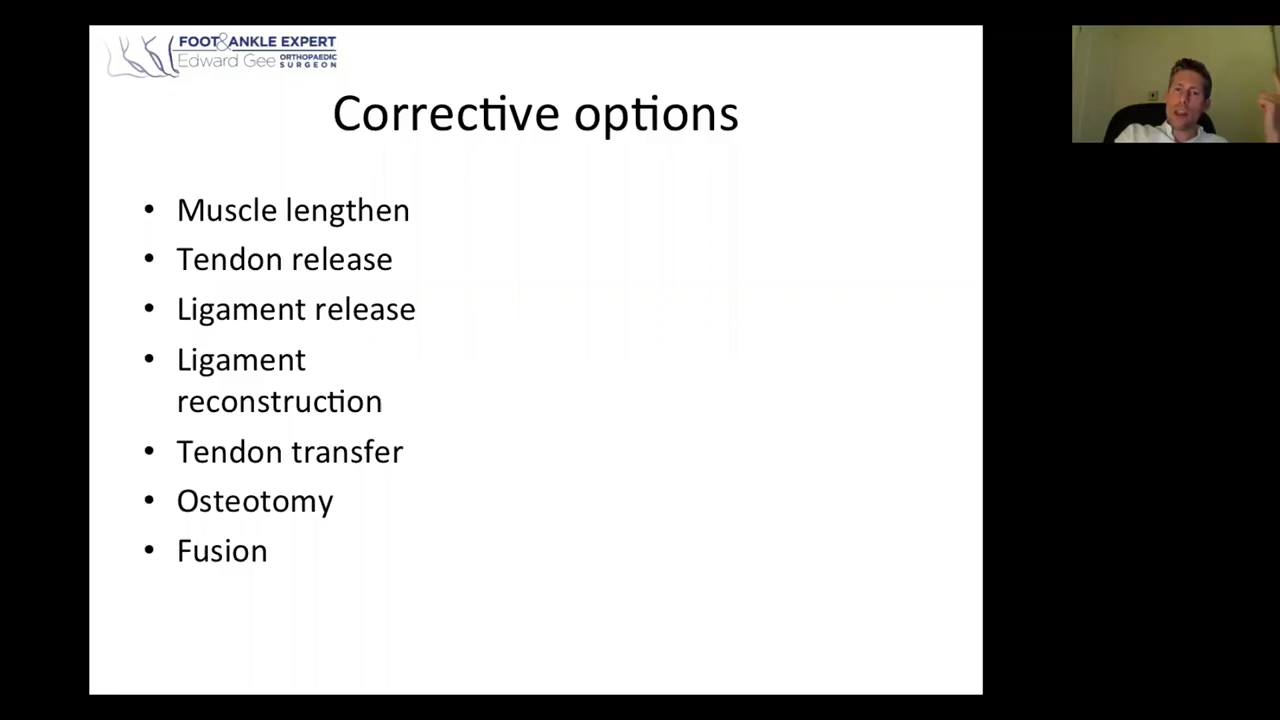 FOOT & ANKLE EXPERT
Edward Gee ORTHOPAEDIC SURGEON
Corrective options
• Muscle lengthen
• Tendon release
• Ligament release
• Ligament
reconstruction
• Tendon transfer
• Osteotomy
• Fusion